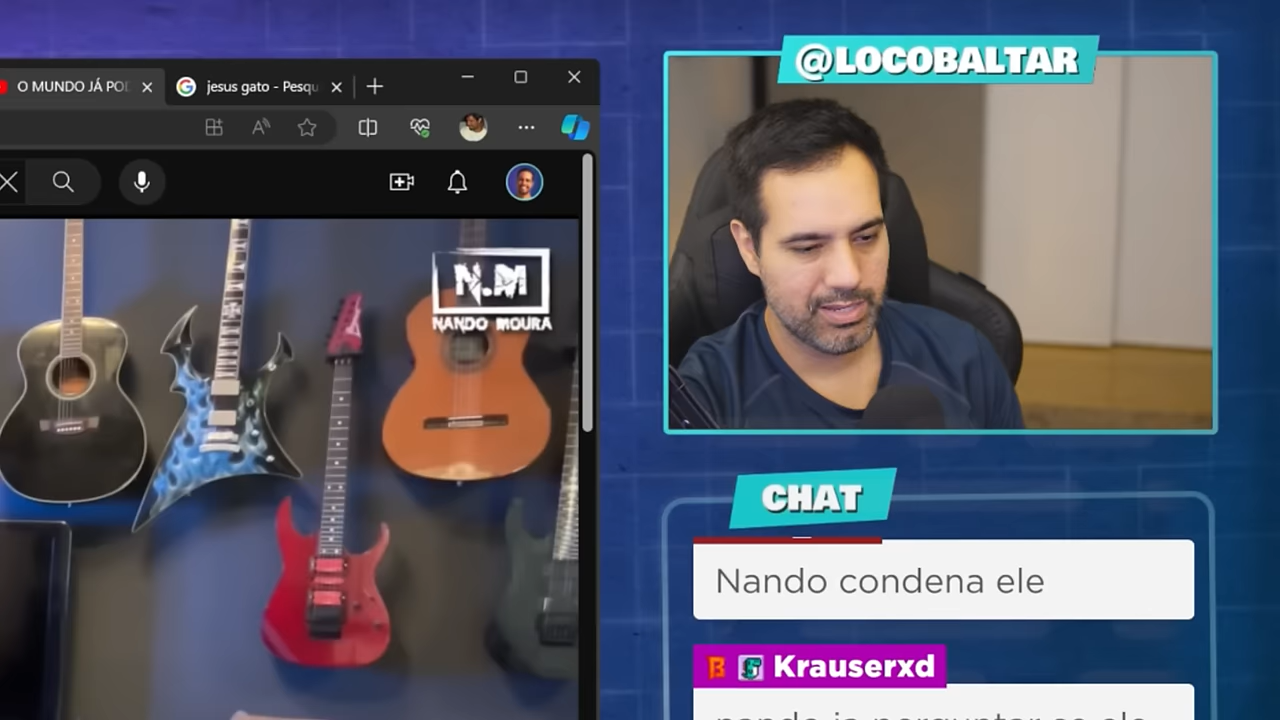 @LOCOBALTAR
O MUNDO JÁ POD
jesus gato - Pesqu
N.M
NANDO MOURA
CHAT
Nando condena ele
Krauserxd